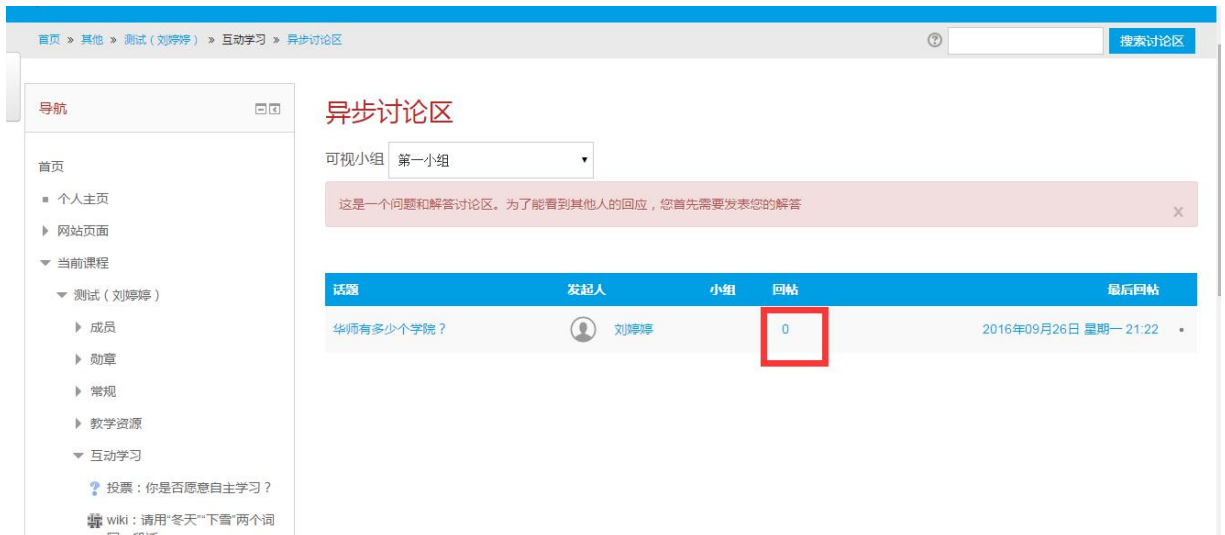 首页 » 其他 » 测试（刘婷婷） » 互动学习 » 异步讨论区
搜索讨论区
导航
首页
个人主页
网站页面
当前课程
测试（刘婷婷）
成员
勋章
常规
教学资源
互动学习
投票：你是否愿意自主学习？
wiki：请用“冬天”“下雪”两个词
异步讨论区
可视小组 第一小组
这是一个问题和解答讨论区。为了能看到其他人的回应，您首先需要发表您的解答
x
话题 发起人 小组 回帖 最后回帖
华师有多少个学院？ 刘婷婷 0 2016年09月26日 星期一 21:22